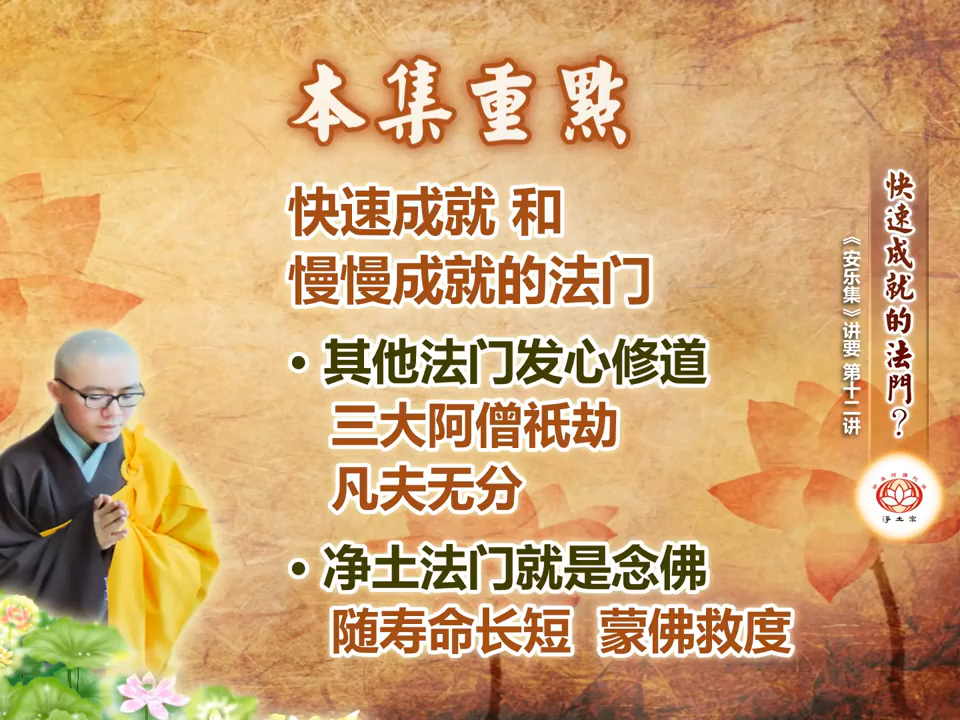 本集重點
快速成就 和
慢慢成就的法门
• 其他法门发心修道
三大阿僧祇劫
凡夫无分
• 净土法门就是念佛
随寿命长短 蒙佛救度
快速成就的法門？
《安乐集》讲要 第十二讲
淨土宗